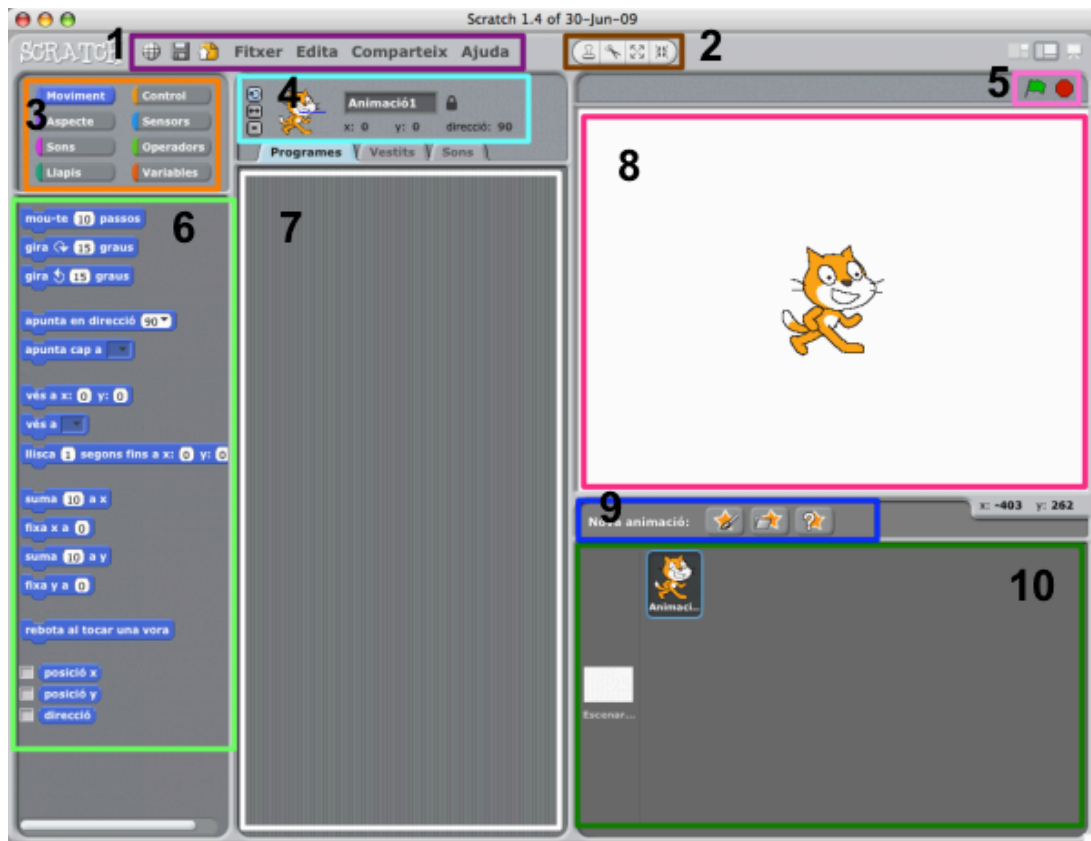 Scratch 1.4 of 30-Jun-09
SCRATCH 1 Fitxer Edita Comparteix Ajuda 2
3
Moviment Control
Aspecte Sensors
Sons Operadors
Llapis Variables
4
Animació1
x: 0 y: 0 direcció: 90
Programes Vestits Sons
5
6
mou-te 10 passos
gira 15 graus
gira 15 graus
apunta en direcció 90
apunta cap a
vés a x: 0 y: 0
vés a
llisca 1 segons fins a x: 0 y: 0
suma 10 a x
fixa x a 0
suma 10 a y
fixa y a 0
rebota al tocar una vora
posició x
posició y
direcció
7
8
x: -403 y: 262
9
Nova animació:
10
Animaci...
Escenar...